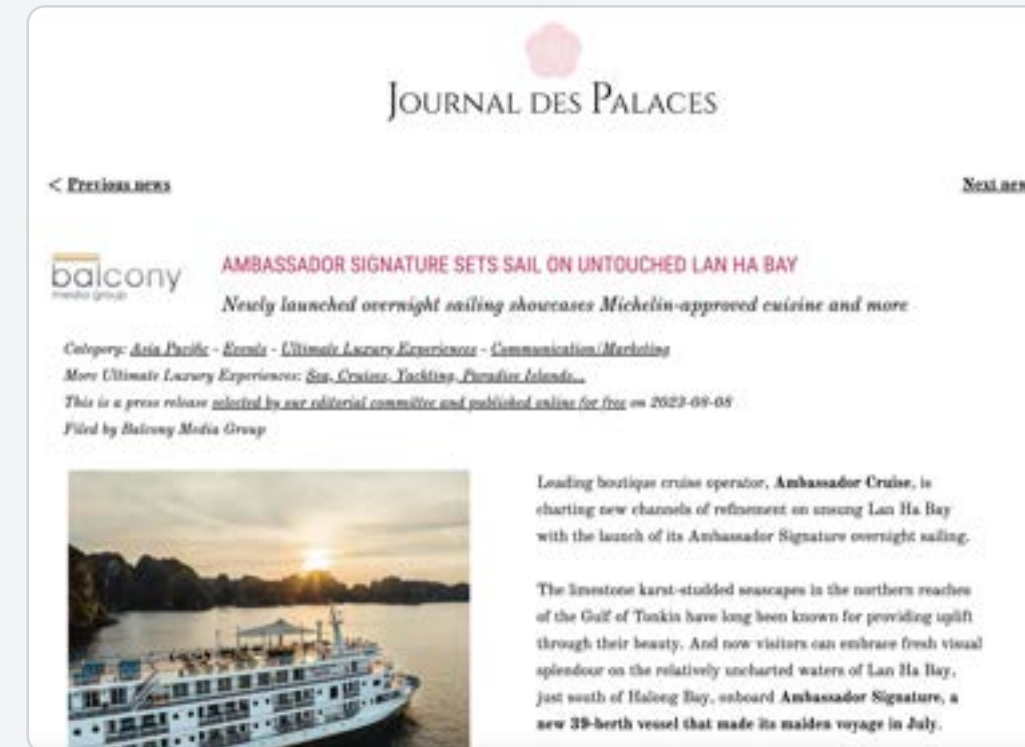 JOURNAL DES PALACES
< Previous news
Next new
balcony
media group
AMBASSADOR SIGNATURE SETS SAIL ON UNTOUCHED LAN HA BAY
Newly launched overnight sailing showcases Michelin-approved cuisine and more
Category: Asia Pacific - Events - Ultimate Luxury Experiences - Communication/Marketing
More Ultimate Luxury Experiences: Sea, Cruises, Yachting, Paradise Islands...
This is a press release selected by our editorial committee and published online for free on 2023-08-08
Filed by Balcony Media Group
Leading boutique cruise operator, Ambassador Cruise, is
charting new channels of refinement on unsung Lan Ha Bay
with the launch of its Ambassador Signature overnight sailing.
The limestone karst-studded seascapes in the northern reaches
of the Gulf of Tonkin have long been known for providing uplift
through their beauty. And now visitors can embrace fresh visual
splendour on the relatively uncharted waters of Lan Ha Bay,
just south of Halong Bay, onboard Ambassador Signature, a
new 39-berth vessel that made its maiden voyage in July.